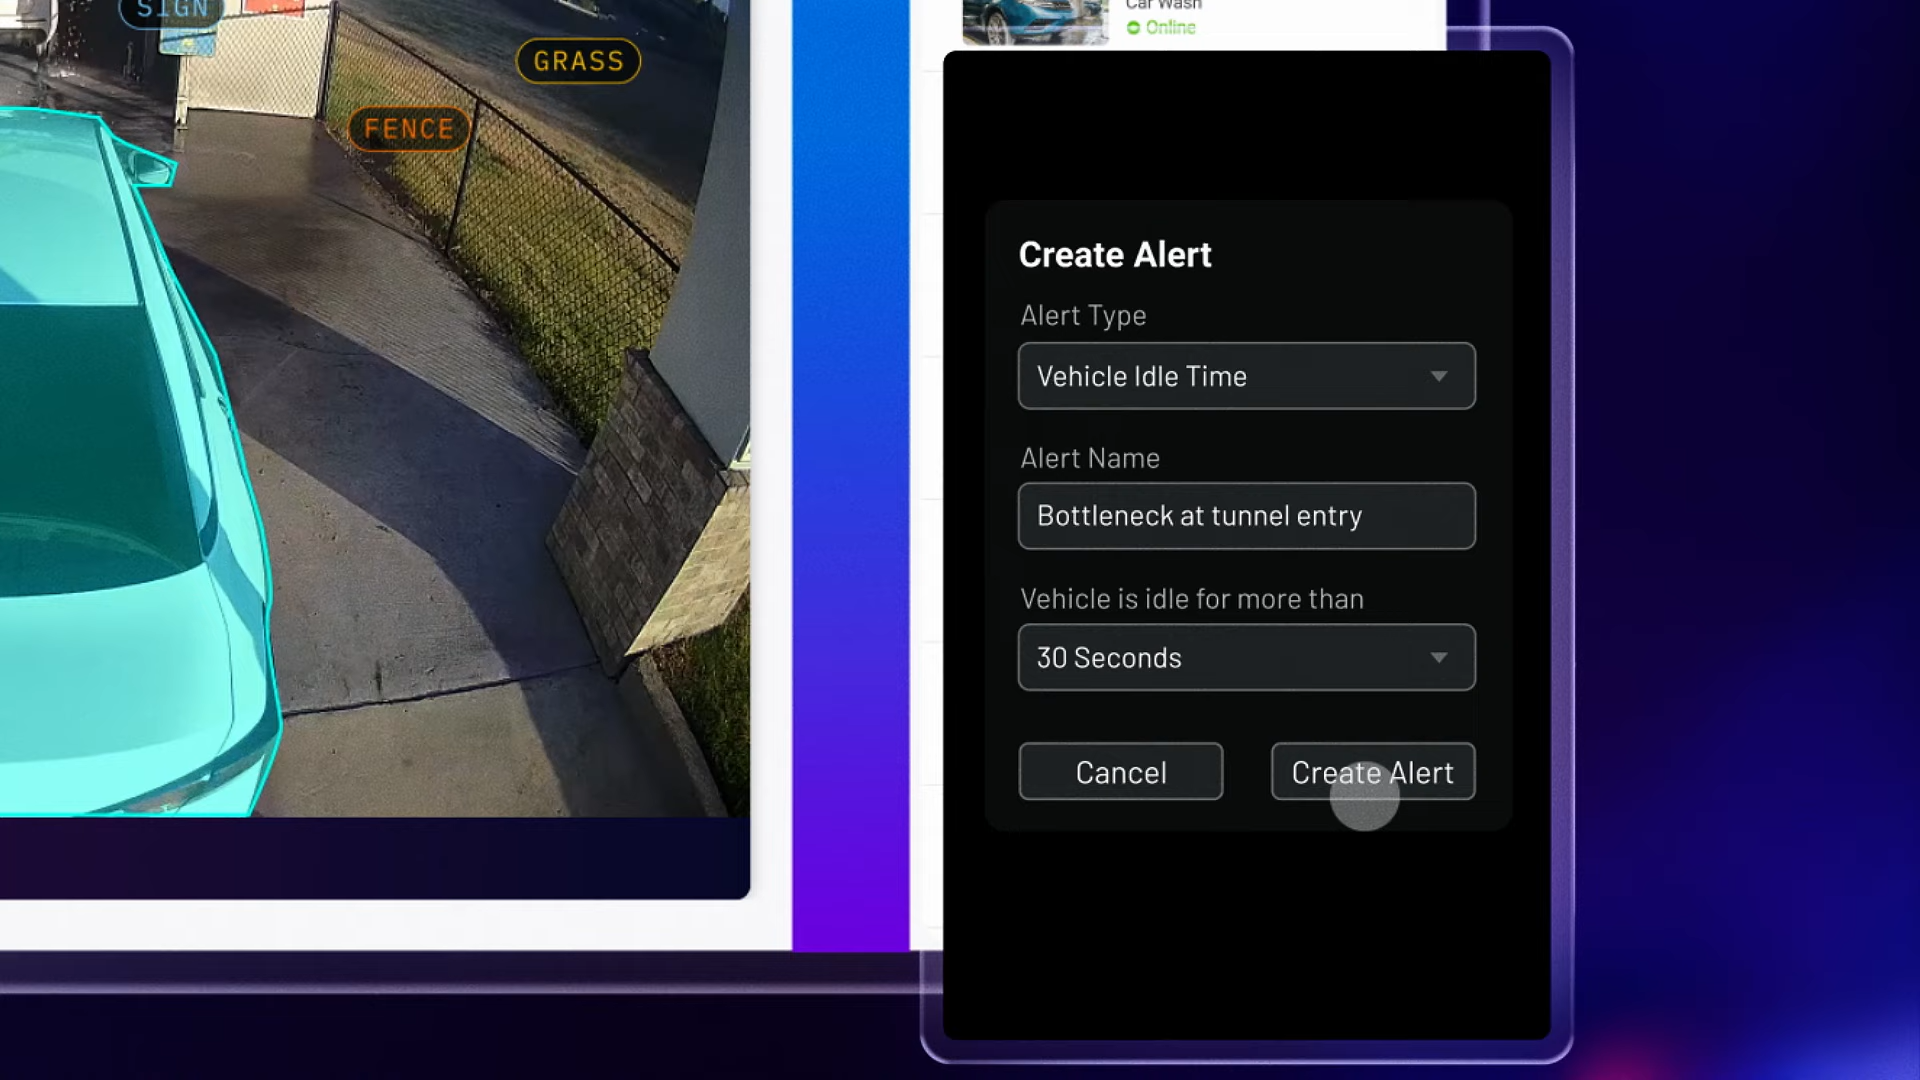 SIGN
GRASS
FENCE
Car Wash
Online
Create Alert
Alert Type
Vehicle Idle Time
Alert Name
Bottleneck at tunnel entry
Vehicle is idle for more than
30 Seconds
Cancel
Create Alert